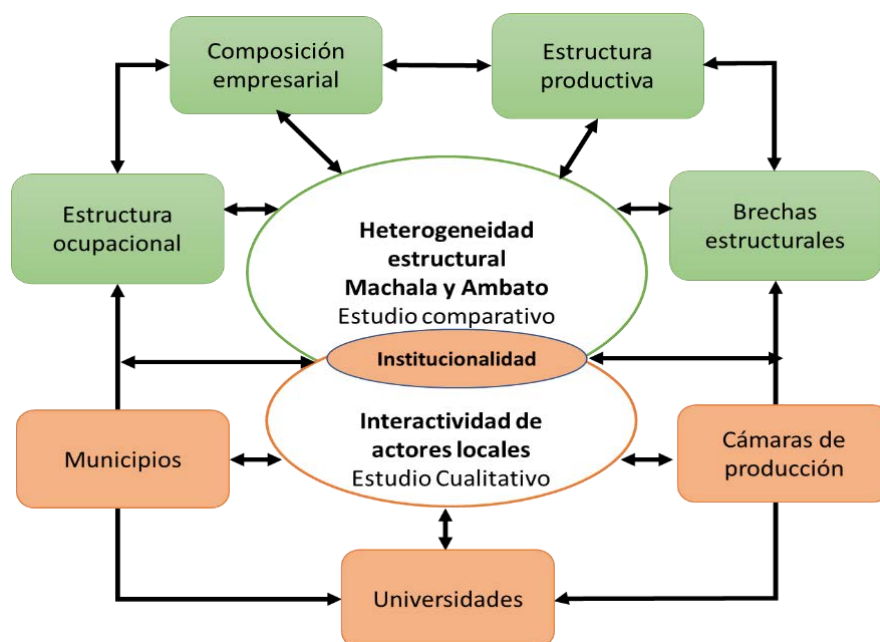 Composición
empresarial
Estructura
productiva
Estructura
ocupacional
Brechas
estructurales
Heterogeneidad
estructural
Machala y Ambato
Estudio comparativo
Institucionalidad
Interactividad de
actores locales
Estudio Cualitativo
Municipios
Cámaras de
producción
Universidades